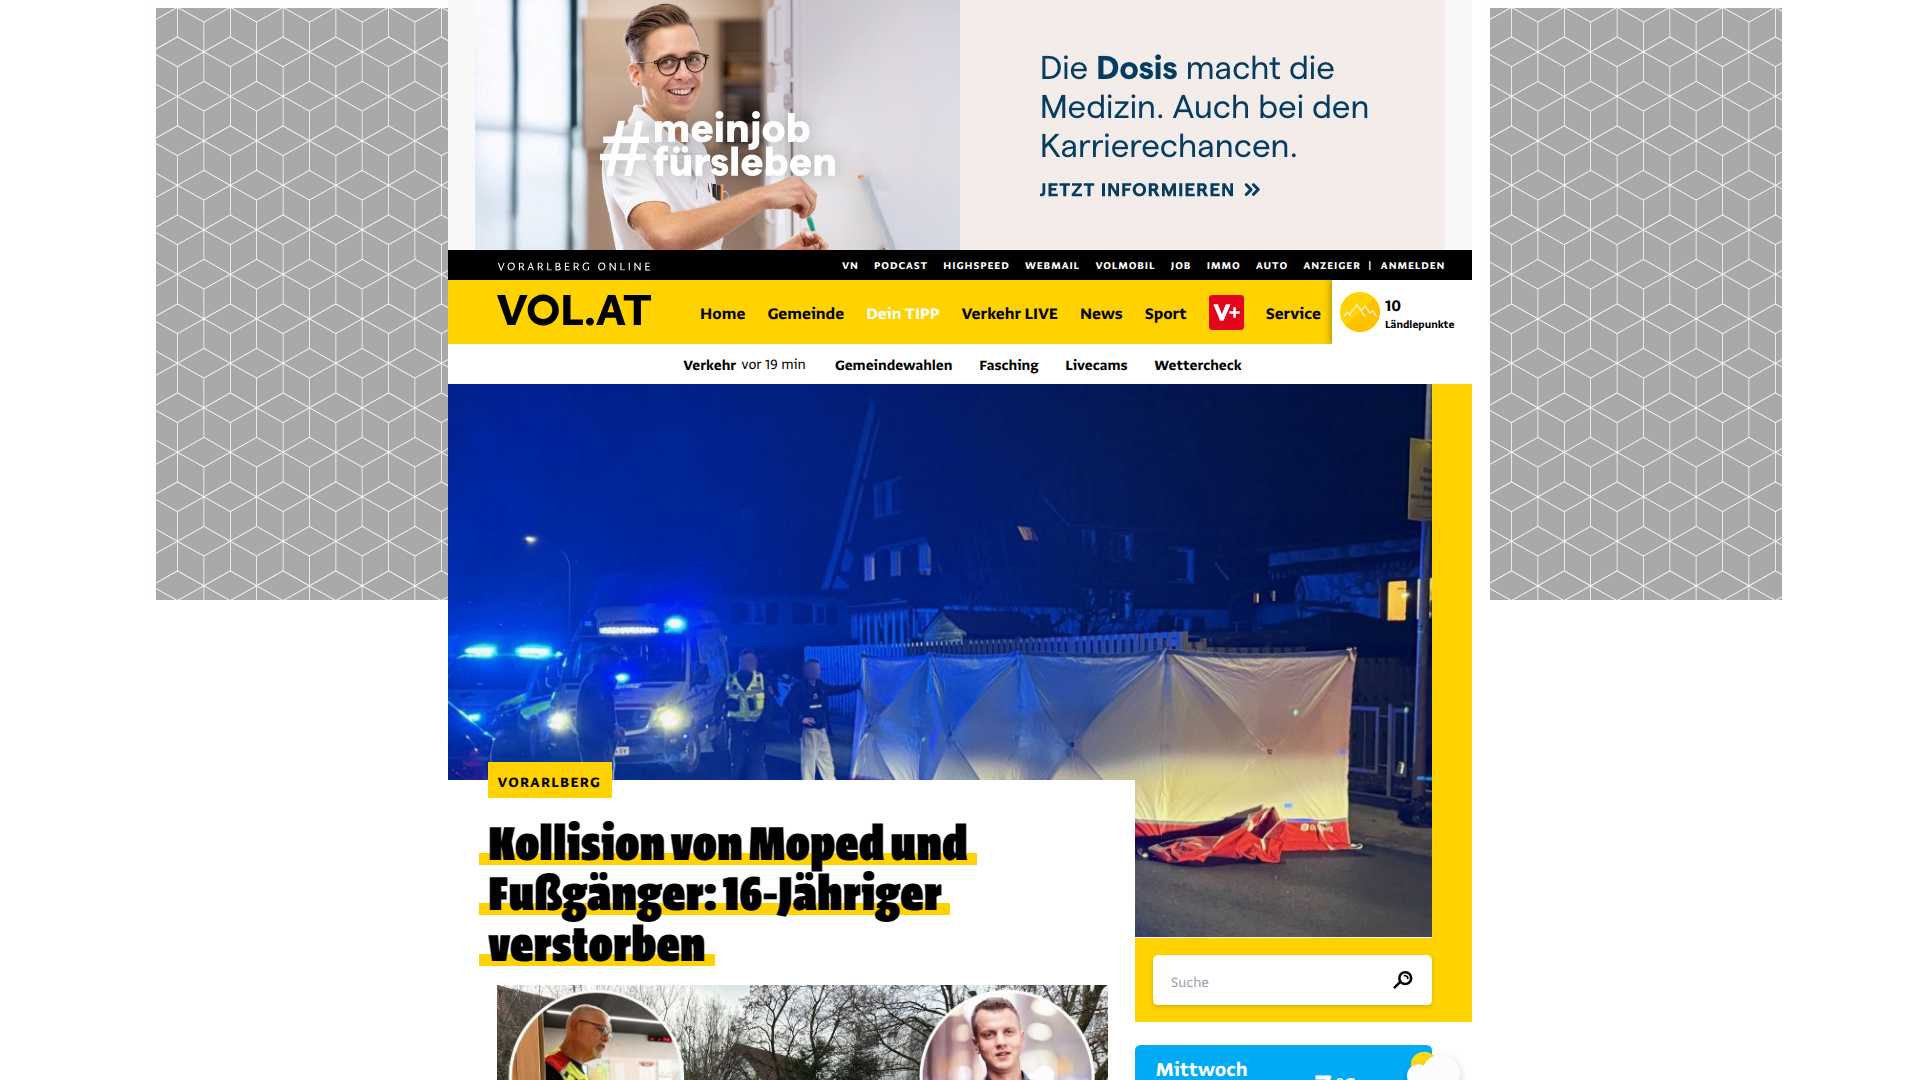 #meinjob
fürsleben
Die Dosis macht die
Medizin. Auch bei den
Karrierechancen.
JETZT INFORMIEREN »
VORARLBERG ONLINE
VN PODCAST HIGHSPEED WEBMAIL VOLMOBIL JOB IMMO AUTO ANZEIGER | ANMELDEN
VOL.AT
Home Gemeinde Dein TIPP Verkehr LIVE News Sport V+ Service
10
Ländlepunkte
Verkehr vor 19 min Gemeindewahlen Fasching Livecams Wettercheck
VORARLBERG
Kollision von Moped und
Fußgänger: 16-Jähriger
verstorben
Suche
Mittwoch